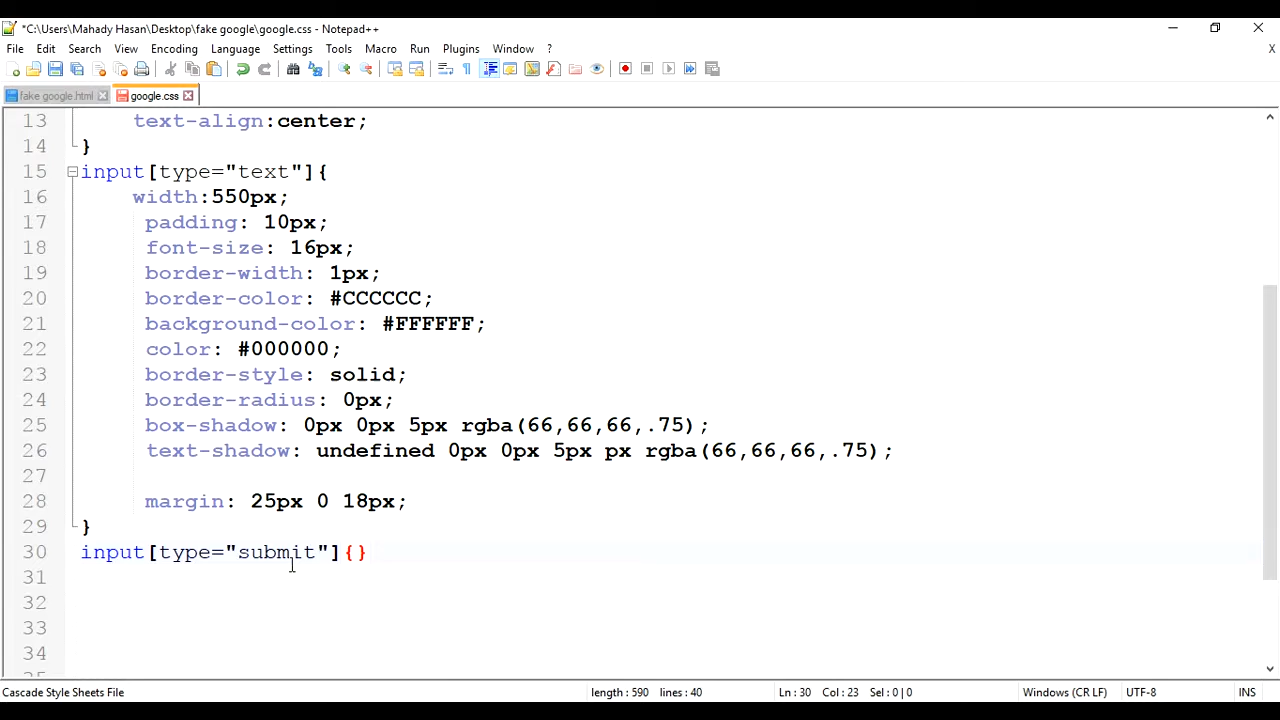 *C:\Users\Mahady Hasan\Desktop\fake google\google.css - Notepad++
File Edit Search View Encoding Language Settings Tools Macro Run Plugins Window ? X
fake google.html google.css
13 text-align:center;
14 }
15 input[type="text"]{
16 width:550px;
17 padding: 10px;
18 font-size: 16px;
19 border-width: 1px;
20 border-color: #CCCCCC;
21 background-color: #FFFFFF;
22 color: #000000;
23 border-style: solid;
24 border-radius: 0px;
25 box-shadow: 0px 0px 5px rgba(66,66,66,.75);
26 text-shadow: undefined 0px 0px 5px px rgba(66,66,66,.75);
27
28 margin: 25px 0 18px;
29 }
30 input[type="submit"]{}
31
32
33
34
35
Cascade Style Sheets File length : 590 lines : 40 Ln : 30 Col : 23 Sel : 0 | 0 Windows (CR LF) UTF-8 INS